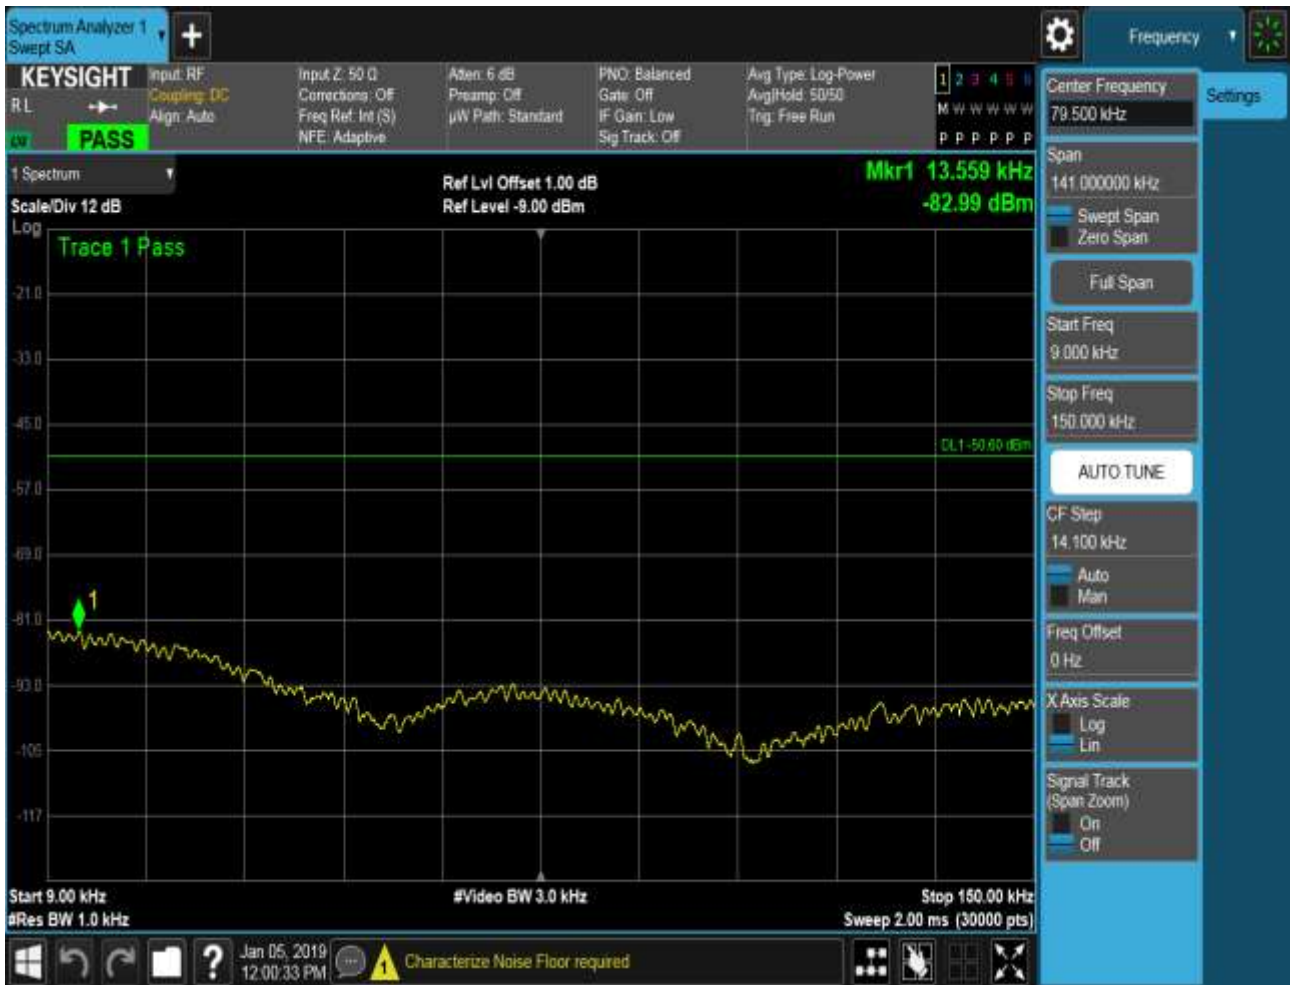 Spectrum Analyzer 1
Swept SA
+
Frequency
KEYSIGHT
R L
PASS
Input: RF
Coupling: DC
Align: Auto
Input Z: 50 Ω
Corrections: Off
Freq Ref: Int (S)
NFE: Adaptive
Atten: 6 dB
Preamp: Off
µW Path: Standard
PNO: Balanced
Gate: Off
IF Gain: Low
Sig Track: Off
Avg Type: Log-Power
Avg|Hold: 50/50
Trig: Free Run
1 2 3 4 5 6
M W W W W W
P P P P P P
1 Spectrum
Scale/Div 12 dB
Log
Ref Lvl Offset 1.00 dB
Ref Level -9.00 dBm
Mkr1 13.559 kHz
-82.99 dBm
Trace 1 Pass
-21.0
-33.0
-45.0
DL1 -50.60 dBm
-57.0
-69.0
1
-81.0
-93.0
-105
-117
Start 9.00 kHz
#Res BW 1.0 kHz
#Video BW 3.0 kHz
Stop 150.00 kHz
Sweep 2.00 ms (30000 pts)
Center Frequency
79.500 kHz
Settings
Span
141.000000 kHz
Swept Span
Zero Span
Full Span
Start Freq
9.000 kHz
Stop Freq
150.000 kHz
AUTO TUNE
CF Step
14.100 kHz
Auto
Man
Freq Offset
0 Hz
X Axis Scale
Log
Lin
Signal Track
(Span Zoom)
On
Off
?
Jan 05, 2019
12:00:33 PM
1
Characterize Noise Floor required